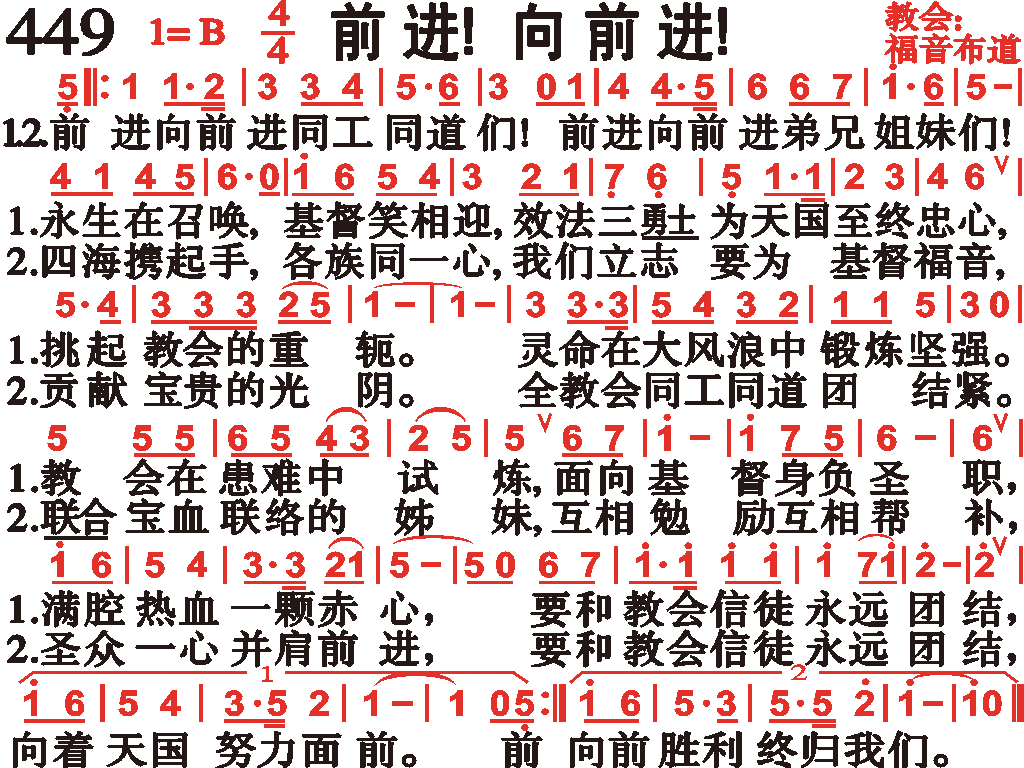 449 1=B 4/4 前进! 向前进! 教会: 福音布道
5̣ ‖: 1 1·2 | 3 3 4 | 5·6 | 3 0 1 | 4 4·5 | 6 6 7 | i·6 | 5 – |
1.2.前 进向前 进同工 同道 们! 前进向前 进弟兄 姐妹们!
4 1 4 5 | 6·0 | i 6 5 4 | 3 2 1 | 7̣ 6̣ | 5̣ 1·1 | 2 3 | 4 6 ∨ |
1.永生在召唤, 基督笑相迎, 效法三勇士 为天国至终忠心,
2.四海携起手, 各族同一心, 我们立志 要为 基督福音,
5·4 | 3 3 3 2 5 | 1 – | 1 – | 3 3·3 | 5 4 3 2 | 1 1 5 | 3 0 |
1.挑起 教会的重 轭。 灵命在大风浪中 锻炼坚强。
2.贡献 宝贵的光 阴。 全教会同工同道 团 结紧。
5 5 5 | 6 5 4 3 | 2 5 | 5 ∨ 6 7 | i – | i 7 5 | 6 – | 6 ∨ |
1.教 会在 患难中 试 炼, 面向 基 督身负 圣 职,
2.联合 宝血 联络的 姊 妹, 互相 勉 励互相 帮 补,
i 6 | 5 4 | 3·3 2 1 | 5 – | 5 0 6 7 | i·i i i | i 7 i | 2̇ – | 2̇ ∨ |
1.满腔 热血 一颗赤 心, 要和 教会信徒 永远 团 结,
2.圣众 一心 并肩前 进, 要和 教会信徒 永远 团 结,
1 2
i 6 | 5 4 | 3·5 2 | 1 – | 1 0 5̣ :‖ i 6 | 5·3 | 5·5 2̇ | i – | i 0 ‖
向着 天国 努力面 前。 前 向前 胜利 终归我们。